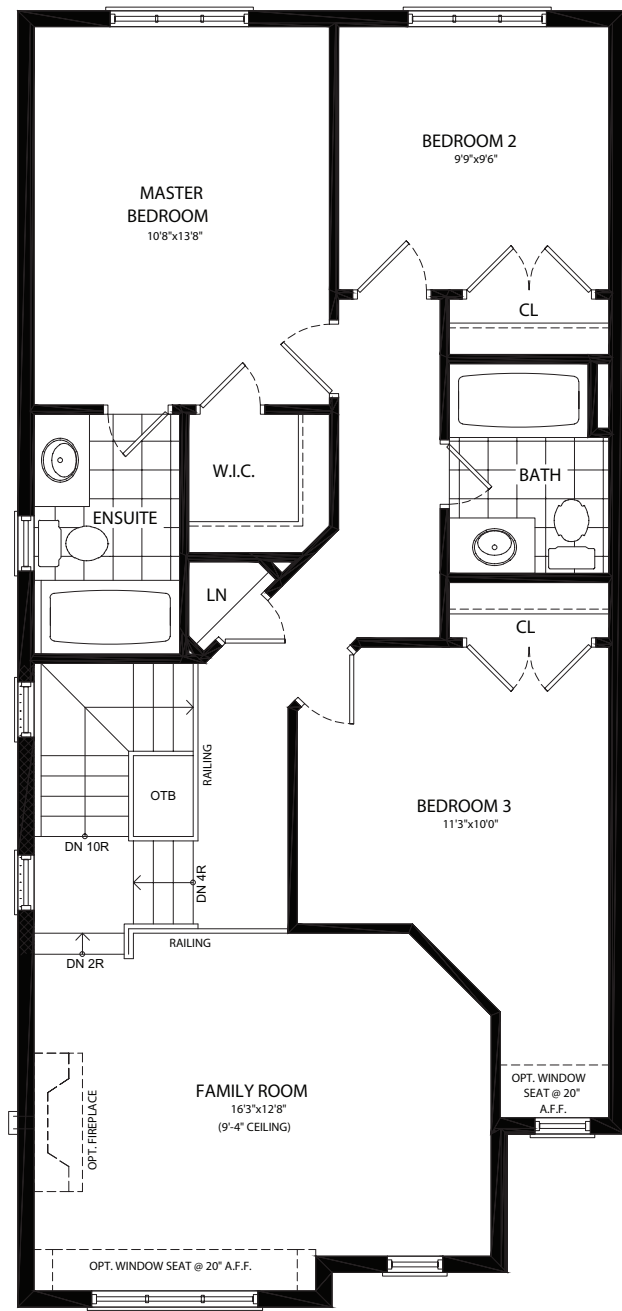 BEDROOM 2
9'9"x9'6"
MASTER
BEDROOM
10'8"x13'8"
CL
W.I.C.
BATH
ENSUITE
LN
CL
RAILING
OTB
BEDROOM 3
11'3"x10'0"
DN 10R
DN 4R
RAILING
DN 2R
OPT. WINDOW
SEAT @ 20"
A.F.F.
FAMILY ROOM
16'3"x12'8"
(9'-4" CEILING)
OPT. FIREPLACE
OPT. WINDOW SEAT @ 20" A.F.F.